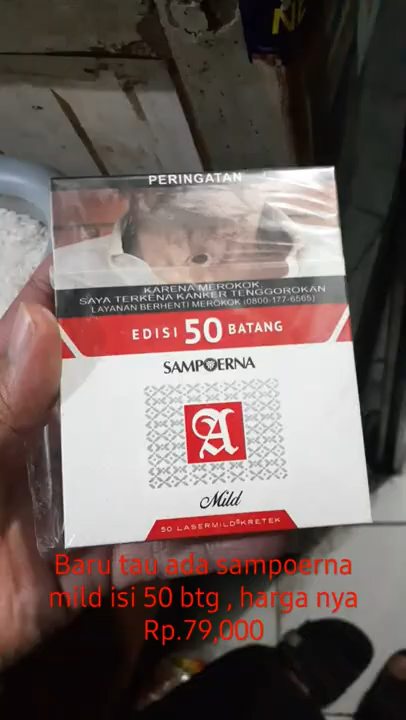 PERINGATAN
KARENA MEROKOK,
SAYA TERKENA KANKER TENGGOROKAN
LAYANAN BERHENTI MEROKOK (0800-177-6565)
EDISI 50 BATANG
SAMPOERNA
A
Mild
50 LASERMILD KRETEK
Baru tau ada sampoerna
mild isi 50 btg , harga nya
Rp.79,000